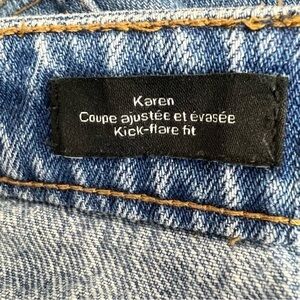 Karen
Coupe ajustée et évasée
Kick-flare fit